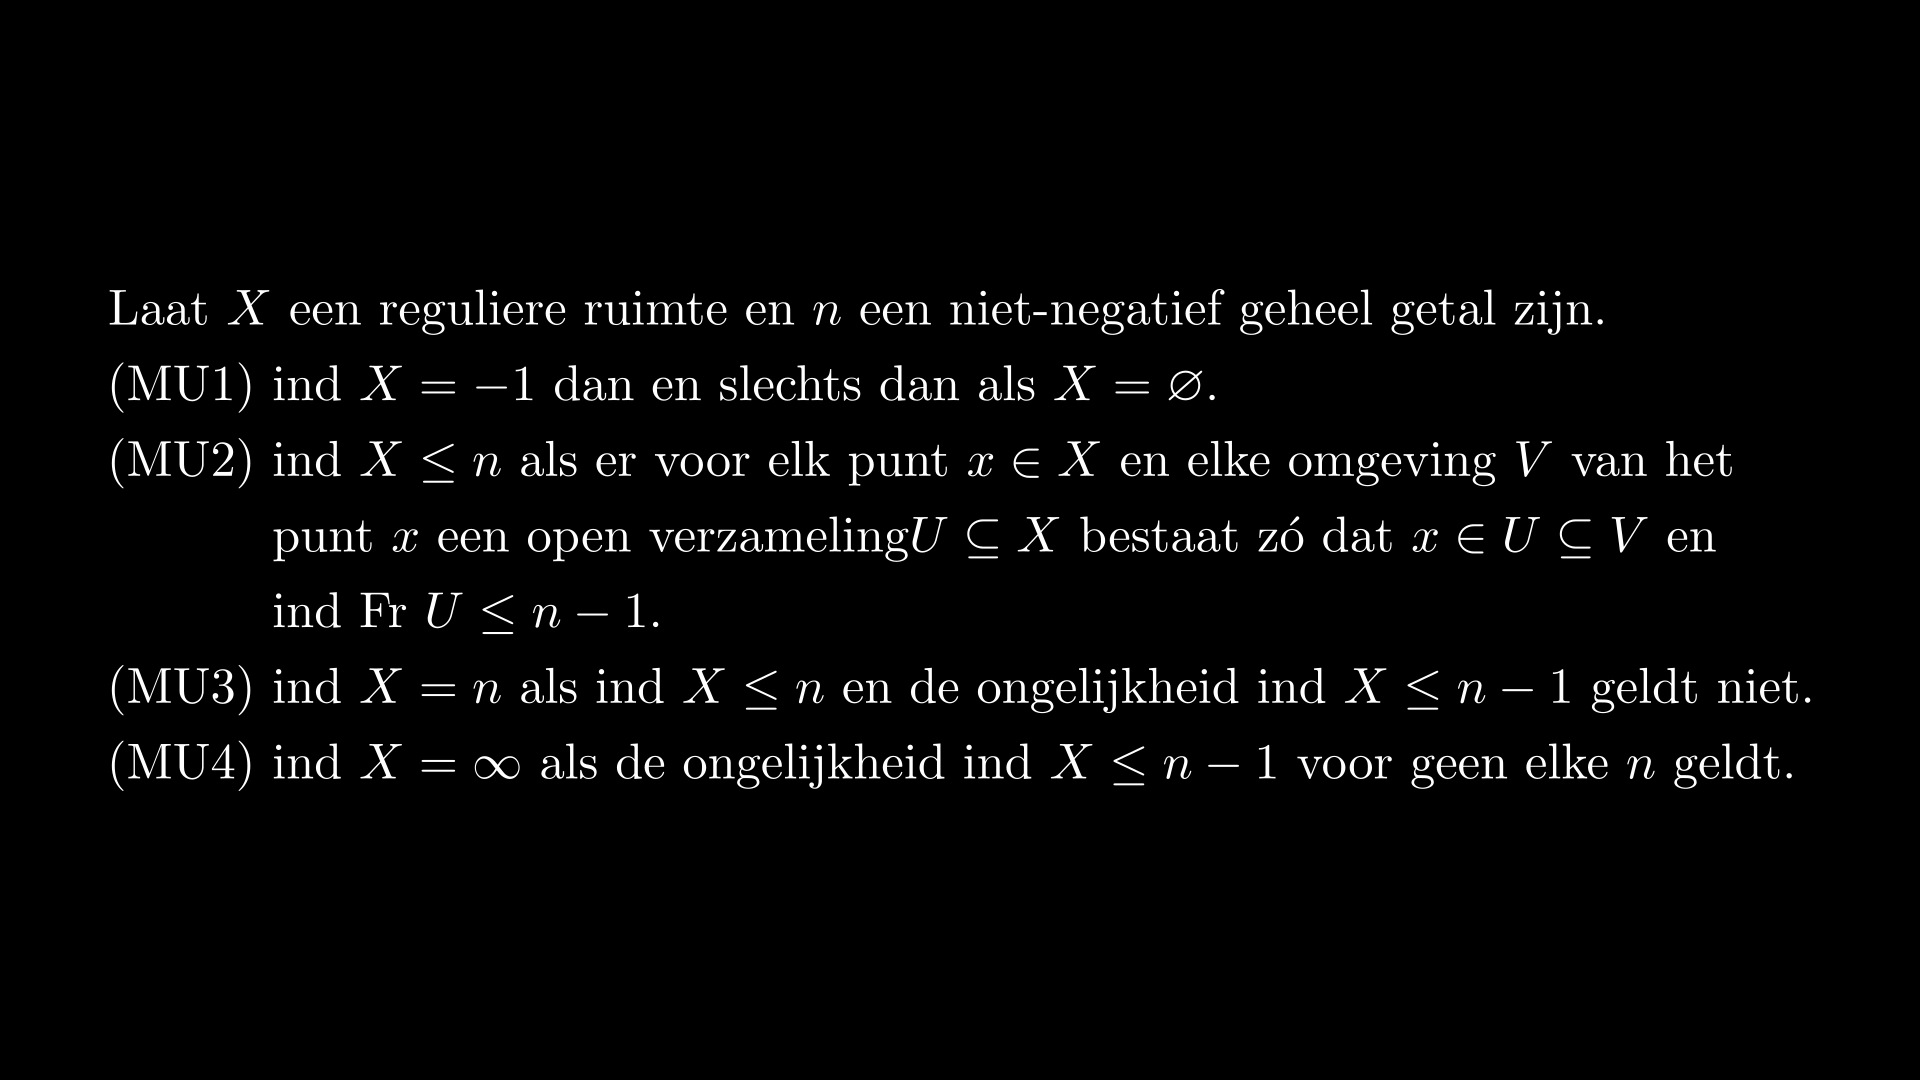 Laat X een reguliere ruimte en n een niet-negatief geheel getal zijn.
(MU1) ind X = −1 dan en slechts dan als X = ∅.
(MU2) ind X ≤ n als er voor elk punt x ∈ X en elke omgeving V van het
punt x een open verzamelingU ⊆ X bestaat zó dat x ∈ U ⊆ V en
ind Fr U ≤ n − 1.
(MU3) ind X = n als ind X ≤ n en de ongelijkheid ind X ≤ n − 1 geldt niet.
(MU4) ind X = ∞ als de ongelijkheid ind X ≤ n − 1 voor geen elke n geldt.